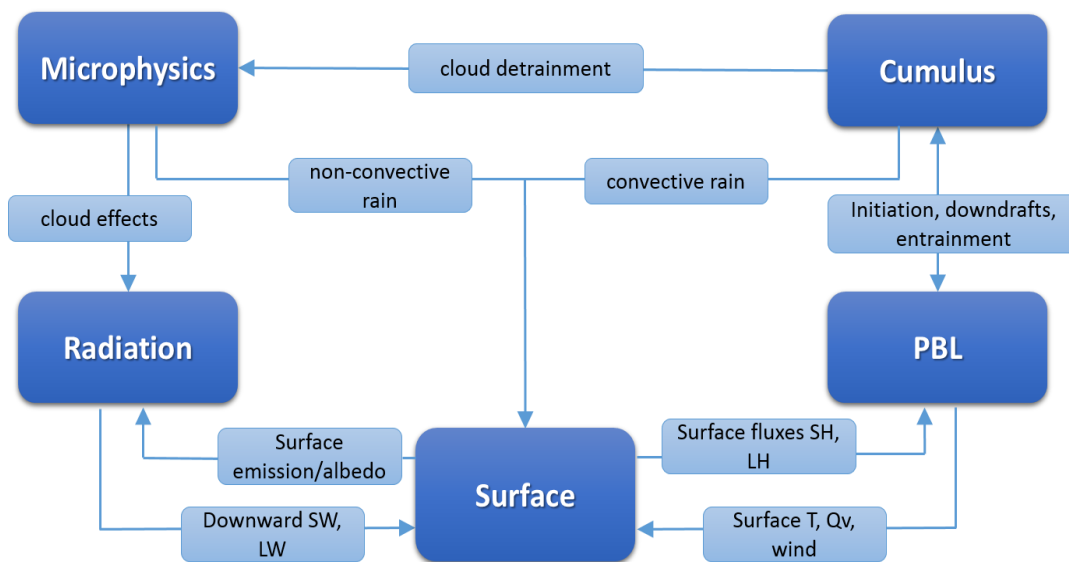 Microphysics
cloud detrainment
Cumulus
non-convective
rain
convective rain
cloud effects
Initiation, downdrafts,
entrainment
Radiation
PBL
Surface
emission/albedo
Surface fluxes SH,
LH
Surface
Downward SW,
LW
Surface T, Qv,
wind